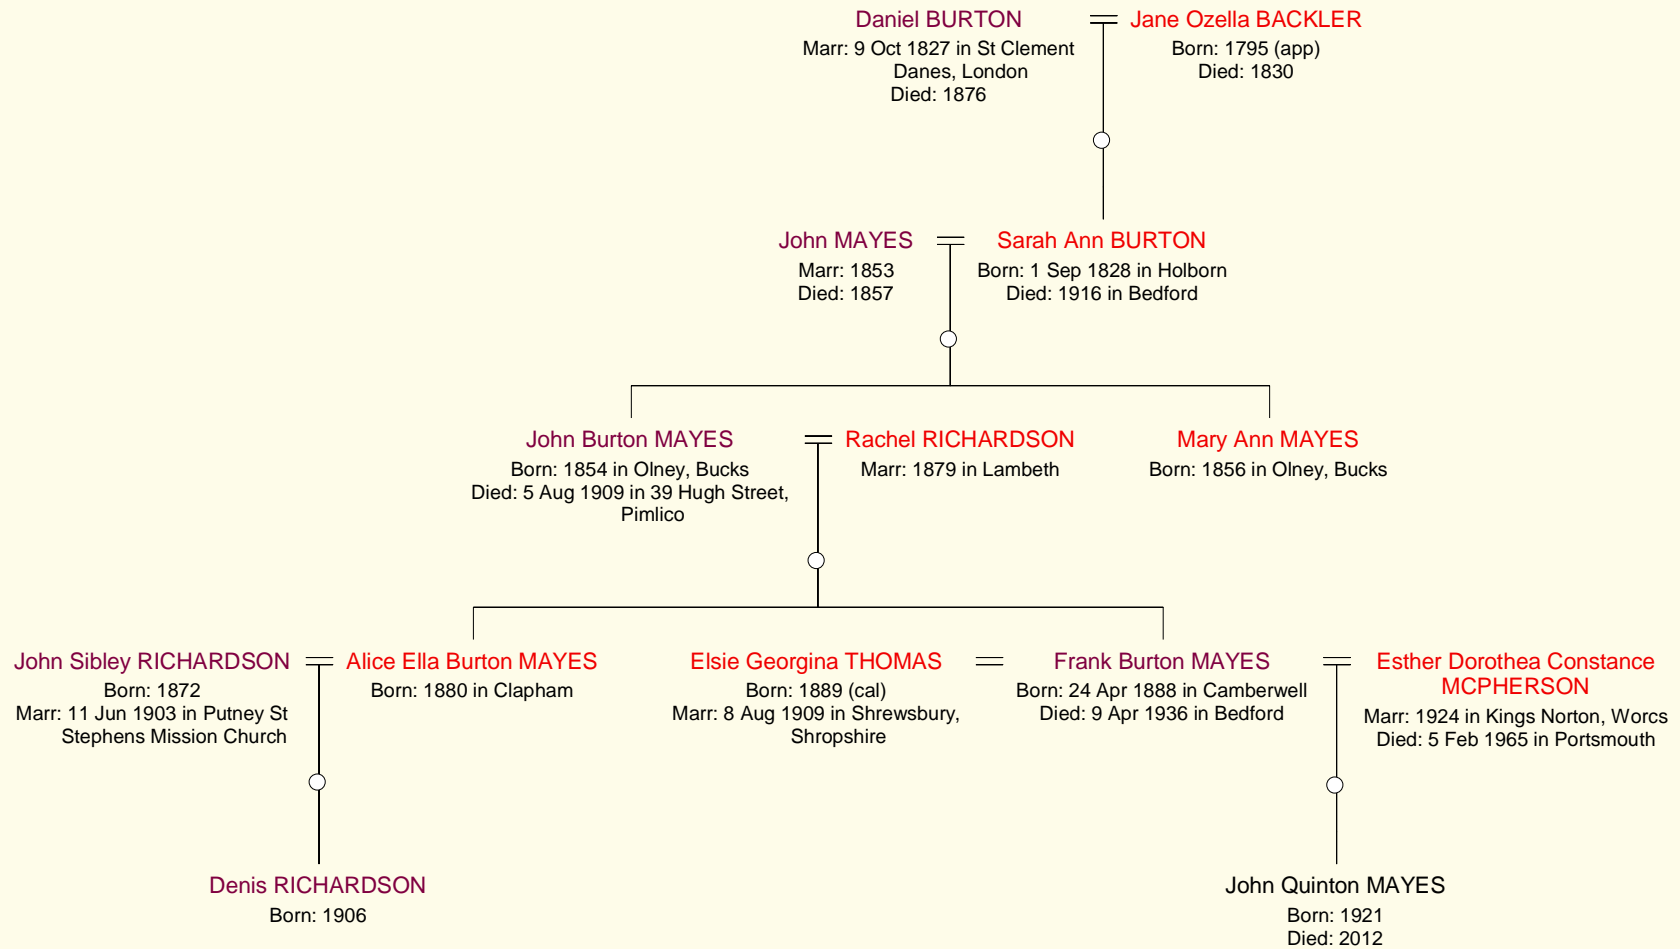 Daniel BURTON
Marr: 9 Oct 1827 in St Clement
Danes, London
Died: 1876
Jane Ozella BACKLER
Born: 1795 (app)
Died: 1830
John MAYES
Marr: 1853
Died: 1857
Sarah Ann BURTON
Born: 1 Sep 1828 in Holborn
Died: 1916 in Bedford
John Burton MAYES
Born: 1854 in Olney, Bucks
Died: 5 Aug 1909 in 39 Hugh Street,
Pimlico
Rachel RICHARDSON
Marr: 1879 in Lambeth
Mary Ann MAYES
Born: 1856 in Olney, Bucks
John Sibley RICHARDSON
Born: 1872
Marr: 11 Jun 1903 in Putney St
Stephens Mission Church
Alice Ella Burton MAYES
Born: 1880 in Clapham
Elsie Georgina THOMAS
Born: 1889 (cal)
Marr: 8 Aug 1909 in Shrewsbury,
Shropshire
Frank Burton MAYES
Born: 24 Apr 1888 in Camberwell
Died: 9 Apr 1936 in Bedford
Esther Dorothea Constance
MCPHERSON
Marr: 1924 in Kings Norton, Worcs
Died: 5 Feb 1965 in Portsmouth
Denis RICHARDSON
Born: 1906
John Quinton MAYES
Born: 1921
Died: 2012